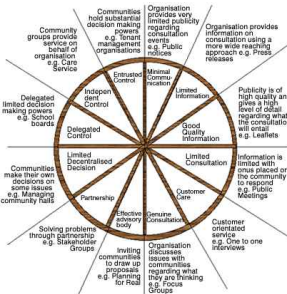 Communities
hold substantial
decision making
powers
e.g. Tenant
management
organisations
Organisation
provides very
limited publicity
regarding
consultation
events
e.g. Public
notices
Organisation provides
information on
consultation using a
more wide reaching
approach e.g. Press
releases
Publicity is of
high quality an
gives a high
level of detail
regarding what
the consultatio
will entail
e.g. Leaflets
Information is
limited with
onus placed on
the community
to respond
e.g. Public
Meetings
Customer
orientated
service
e.g. One to one
interviews
Organisation
discusses
issues with
communities
regarding what
they are thinking
e.g. Focus
Groups
Inviting
communities
to draw up
proposals
e.g. Planning
for Real
Solving problems
through partnership
e.g. Stakeholder
Groups
Communities
make their own
decisions on
some issues
e.g. Managing
community halls
Delegated
limited decision
making powers
e.g. School
boards
Community
groups provide
service on
behalf of
organisation
e.g. Care
Service
Minimal
Commu-
nication
Limited
Information
Good
Quality
Information
Limited
Consultation
Customer
Care
Genuine
Consultation
Effective
advisory
body
Partnership
Limited
Decentralised
Decision
Delegated
Control
Indepen
dent
Control
Entrusted
Control